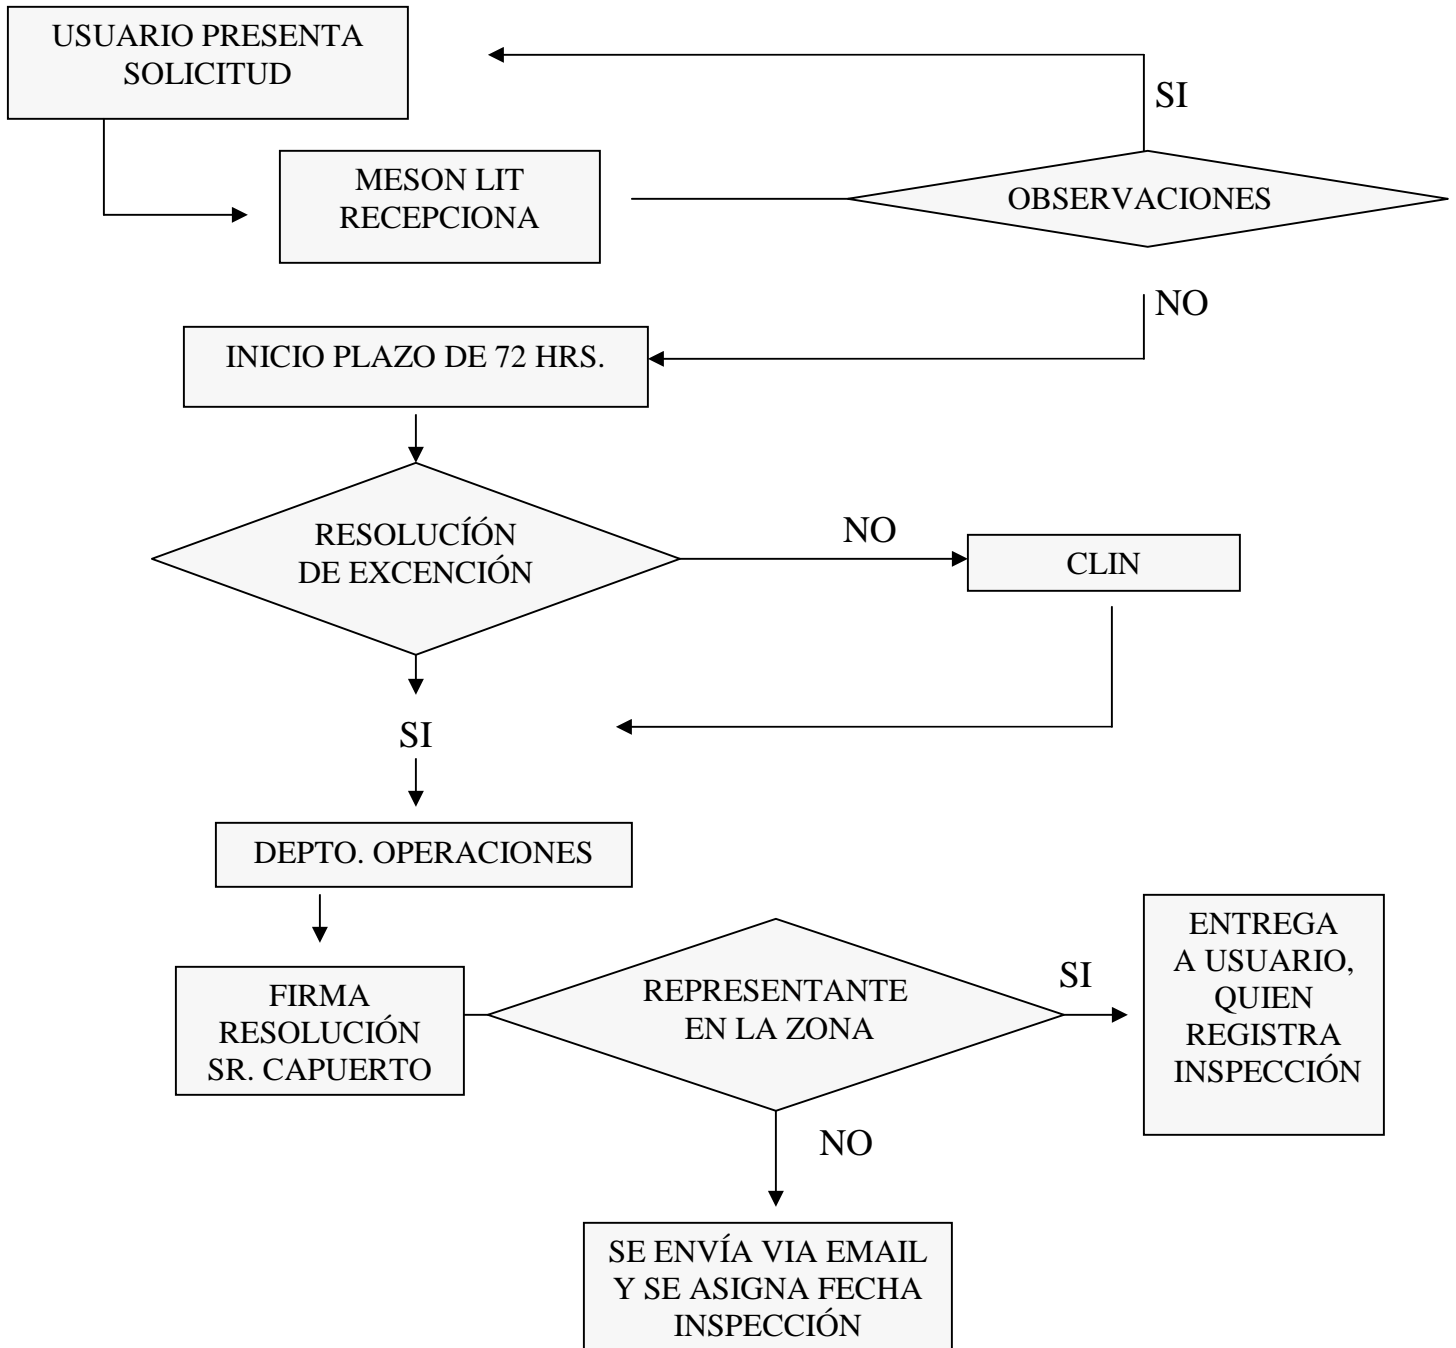 USUARIO PRESENTA
SOLICITUD
SI
MESON LIT
RECEPCIONA
OBSERVACIONES
NO
INICIO PLAZO DE 72 HRS.
RESOLUCÍÓN
DE EXCENCIÓN
NO
CLIN
SI
DEPTO. OPERACIONES
FIRMA
RESOLUCIÓN
SR. CAPUERTO
REPRESENTANTE
EN LA ZONA
SI
ENTREGA
A USUARIO,
QUIEN
REGISTRA
INSPECCIÓN
NO
SE ENVÍA VIA EMAIL
Y SE ASIGNA FECHA
INSPECCIÓN